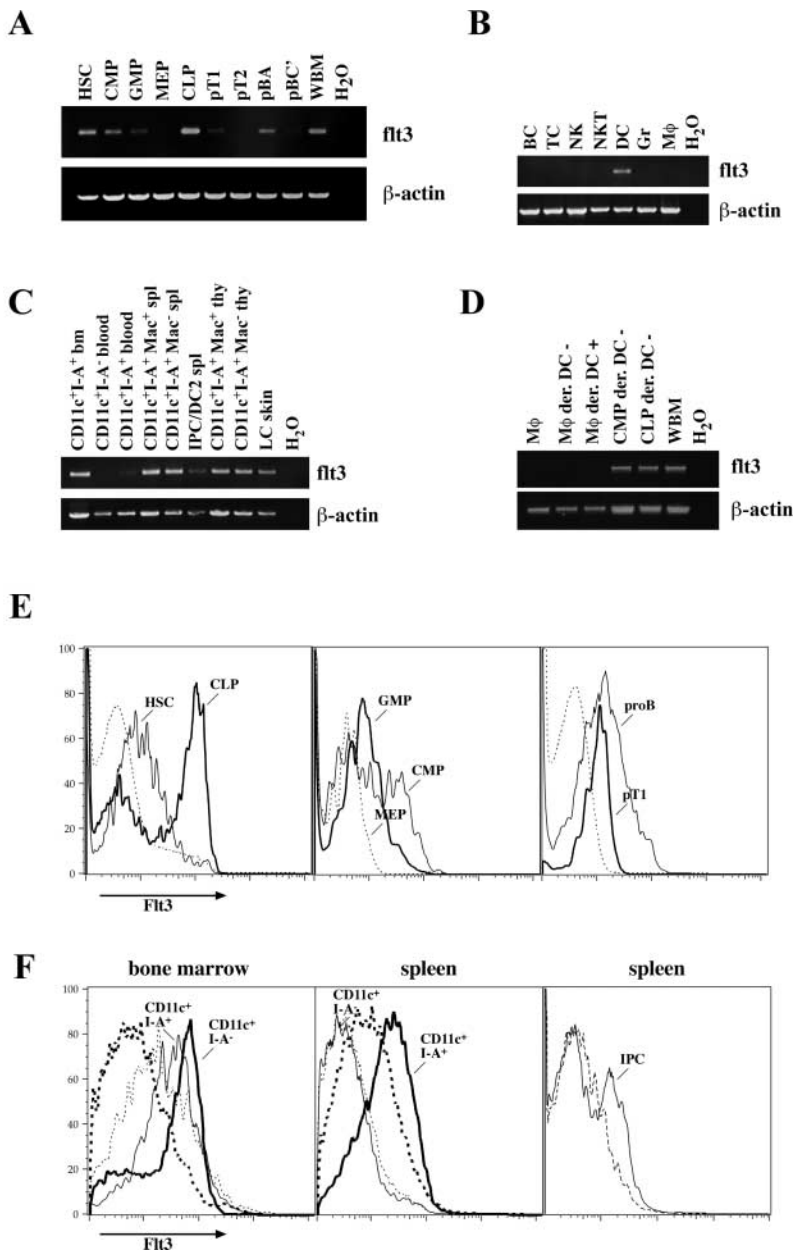 A
HSC
CMP
GMP
MEP
CLP
pT1
pT2
pBA
pBC'
WBM
H₂O
flt3
β-actin
B
BC
TC
NK
NKT
DC
Gr
Mϕ
H₂O
flt3
β-actin
C
CD11c⁺I-A⁺ bm
CD11c⁺I-A⁻ blood
CD11c⁺I-A⁺ blood
CD11c⁺I-A⁺ Mac⁺ spl
CD11c⁺I-A⁺ Mac⁻ spl
IPC/DC2 spl
CD11c⁺I-A⁺ Mac⁺ thy
CD11c⁺I-A⁺ Mac⁻ thy
LC skin
H₂O
flt3
β-actin
D
Mϕ
Mϕ der. DC -
Mϕ der. DC +
CMP der. DC -
CLP der. DC -
WBM
H₂O
flt3
β-actin
E
100
80
60
40
20
0
HSC
CLP
GMP
CMP
MEP
proB
pT1
Flt3
F
bone marrow
spleen
spleen
100
80
60
40
20
0
CD11c⁺
I-A⁺
CD11c⁺
I-A⁻
CD11c⁺
I-A⁻
CD11c⁺
I-A⁺
IPC
Flt3